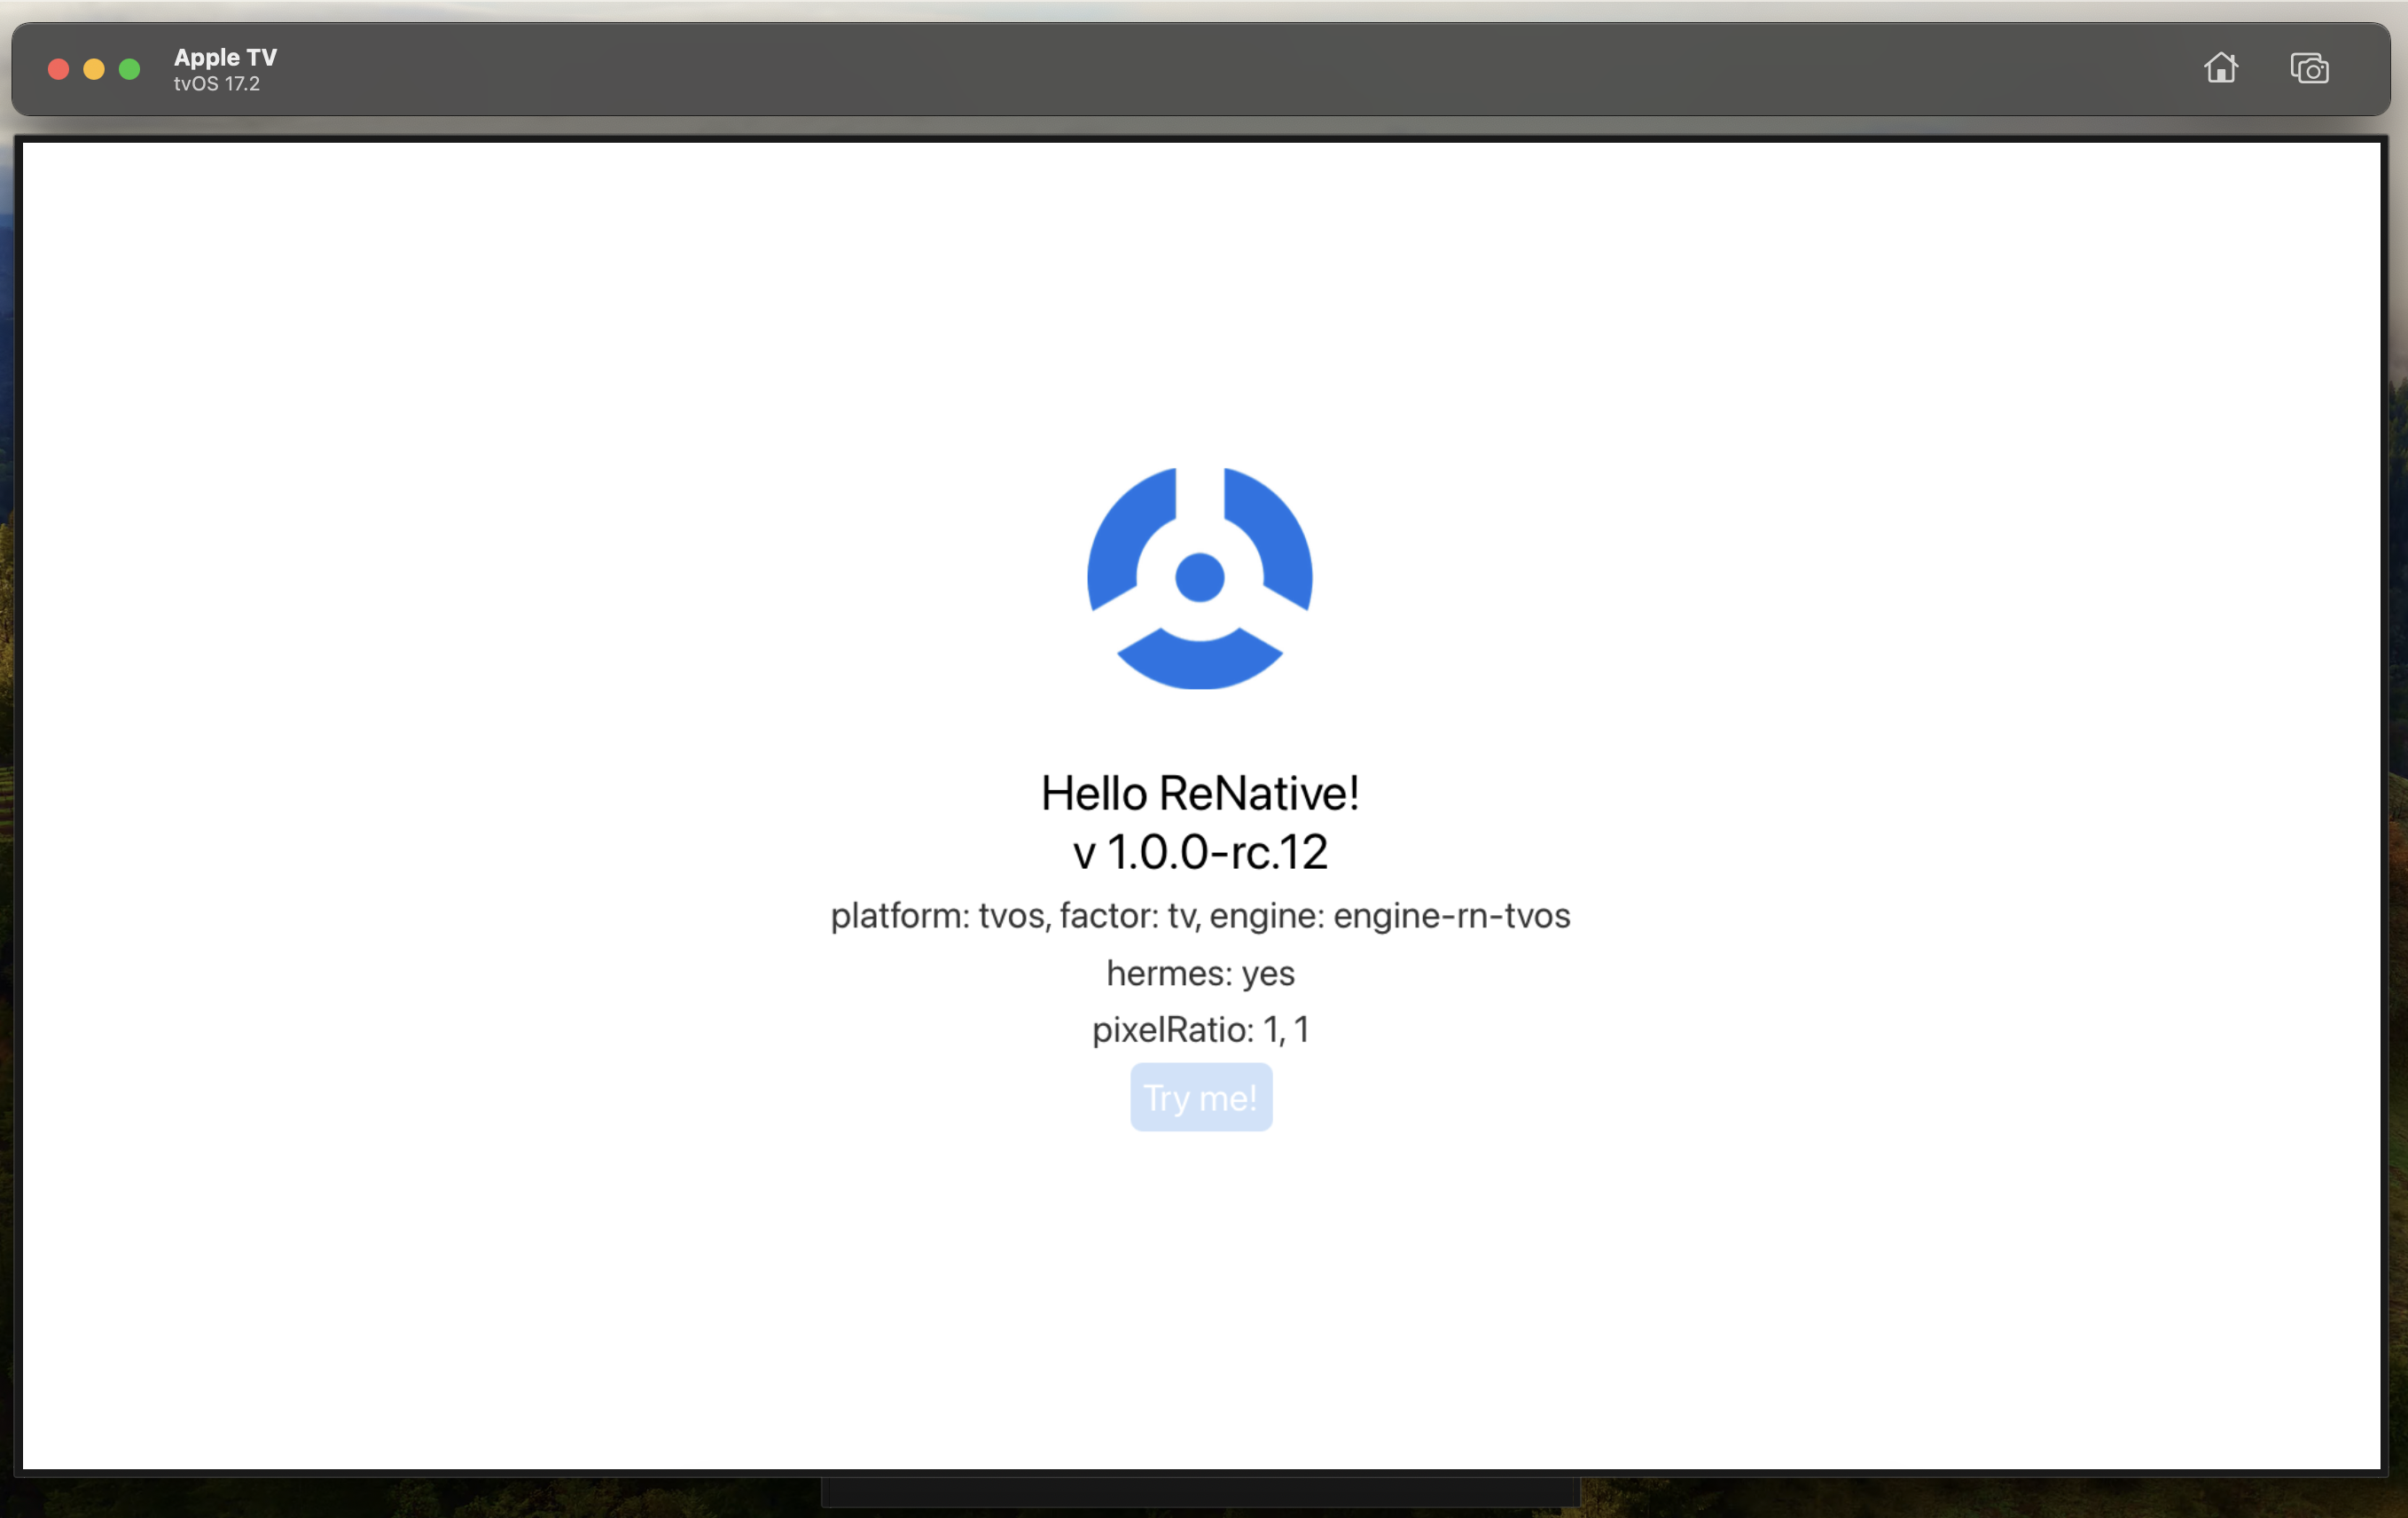 Apple TV
tvOS 17.2
Hello ReNative!
v 1.0.0-rc.12
platform: tvos, factor: tv, engine: engine-rn-tvos
hermes: yes
pixelRatio: 1, 1
Try me!